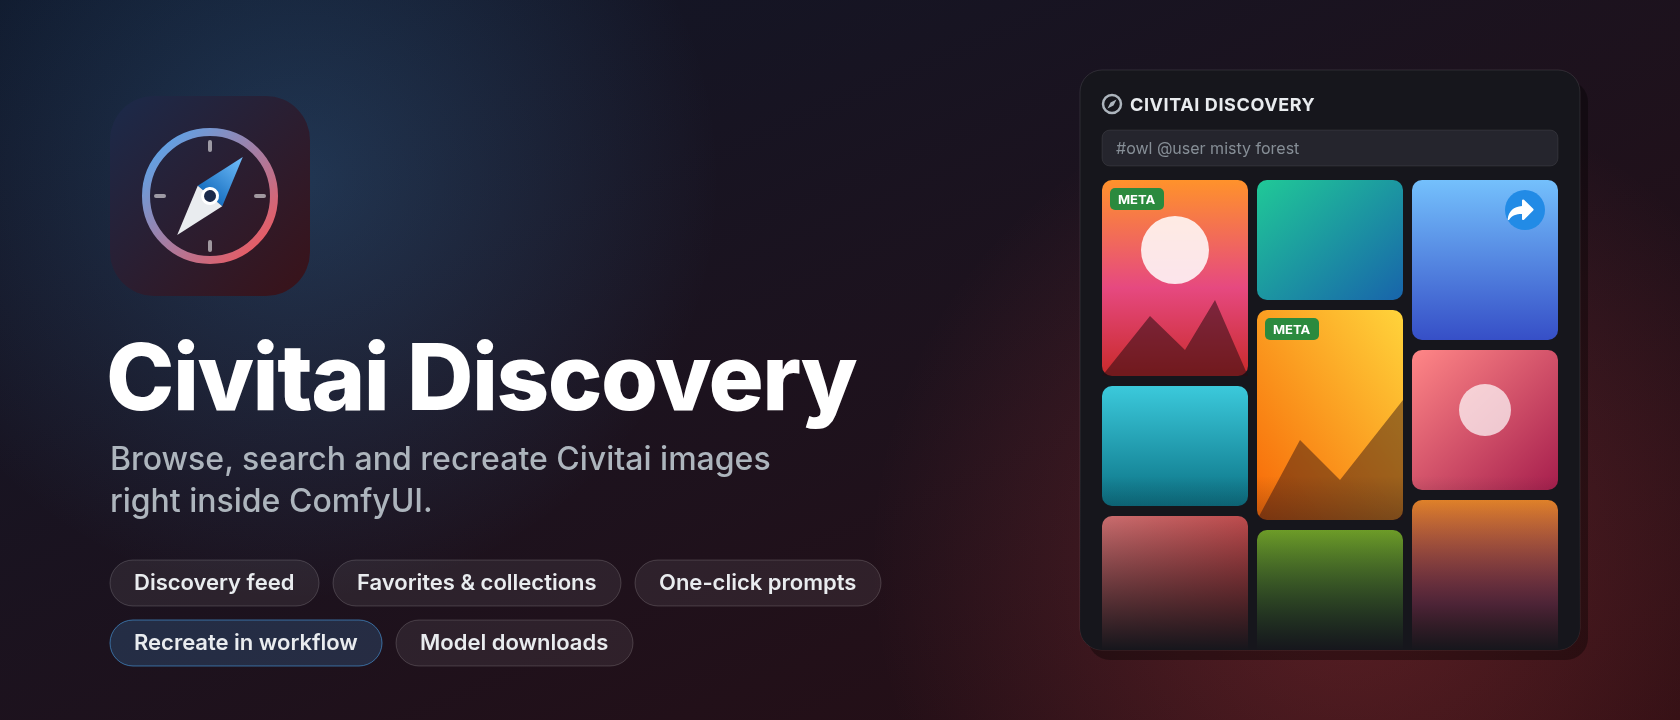 Civitai Discovery
Browse, search and recreate Civitai images
right inside ComfyUI.
Discovery feed
Favorites & collections
One-click prompts
Recreate in workflow
Model downloads
CIVITAI DISCOVERY
#owl @user misty forest
META
META